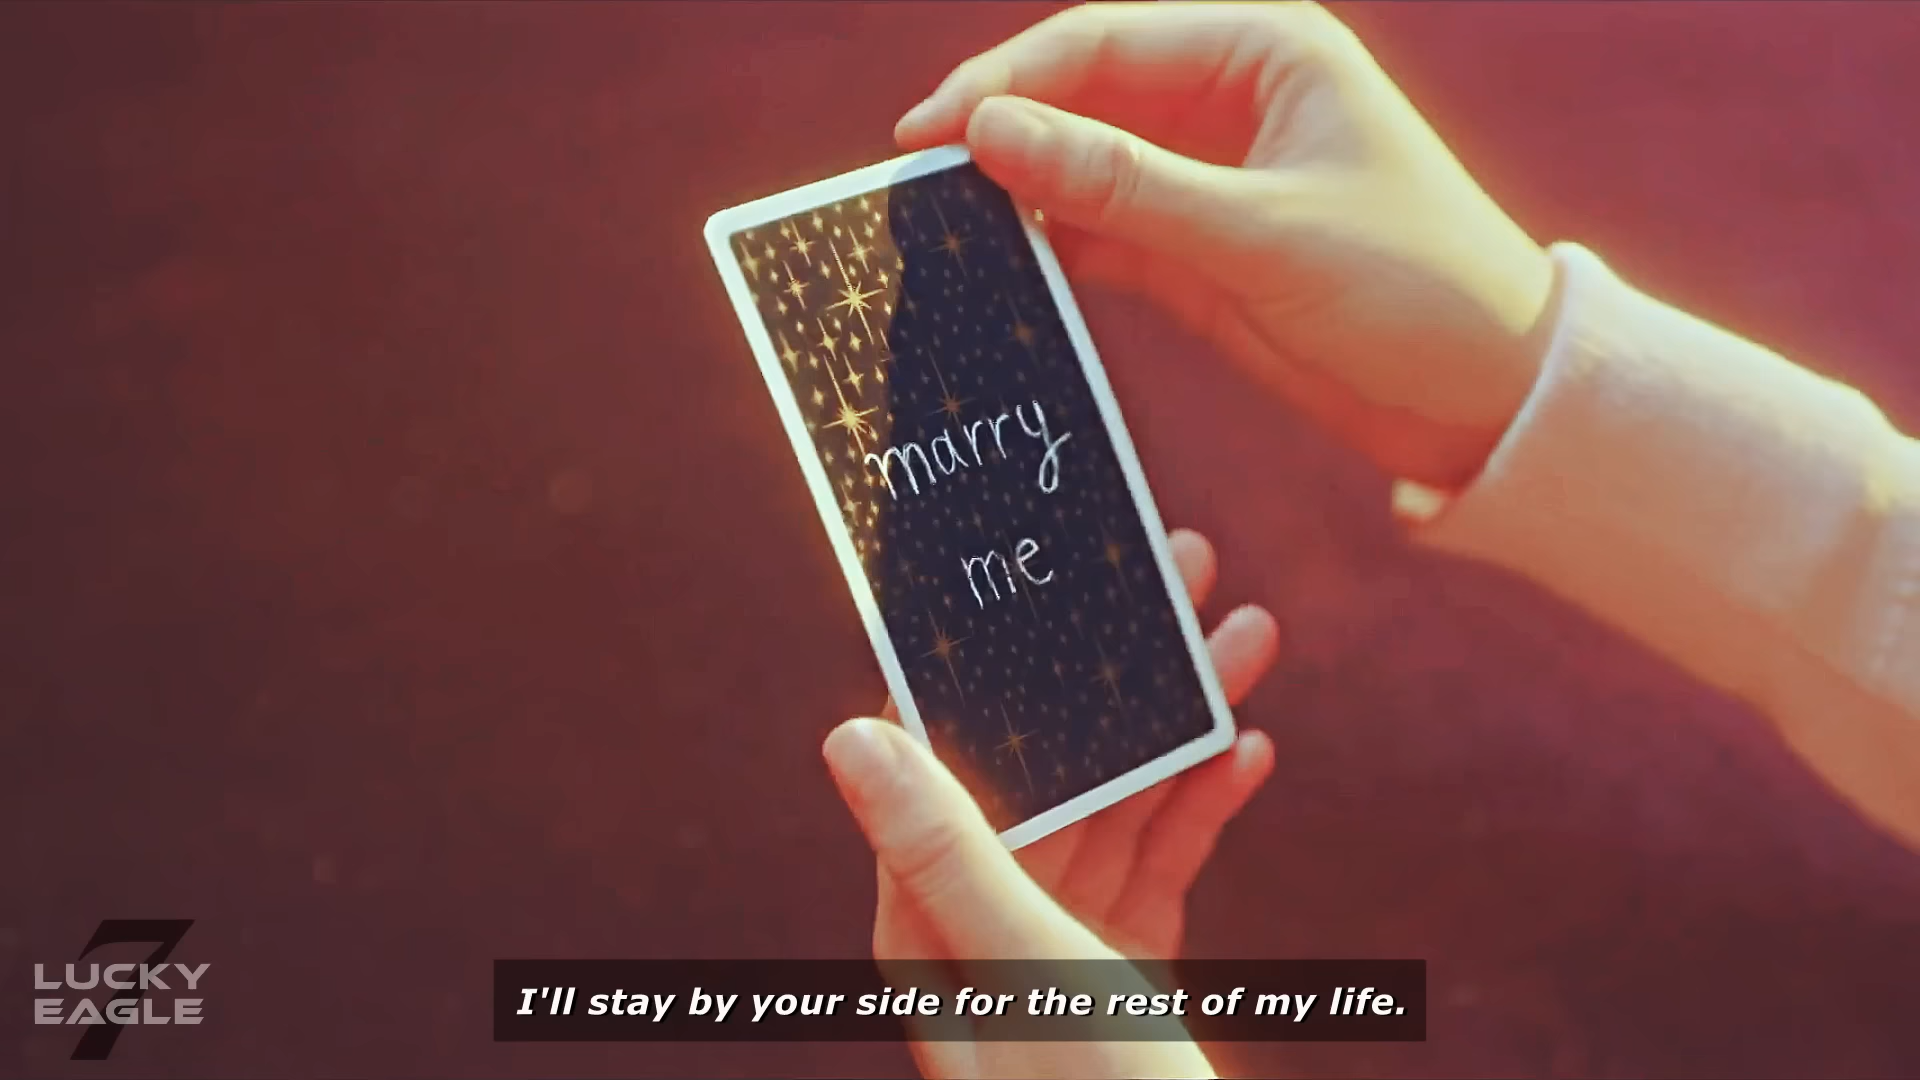 marry
me
7
LUCKY
EAGLE
I'll stay by your side for the rest of my life.